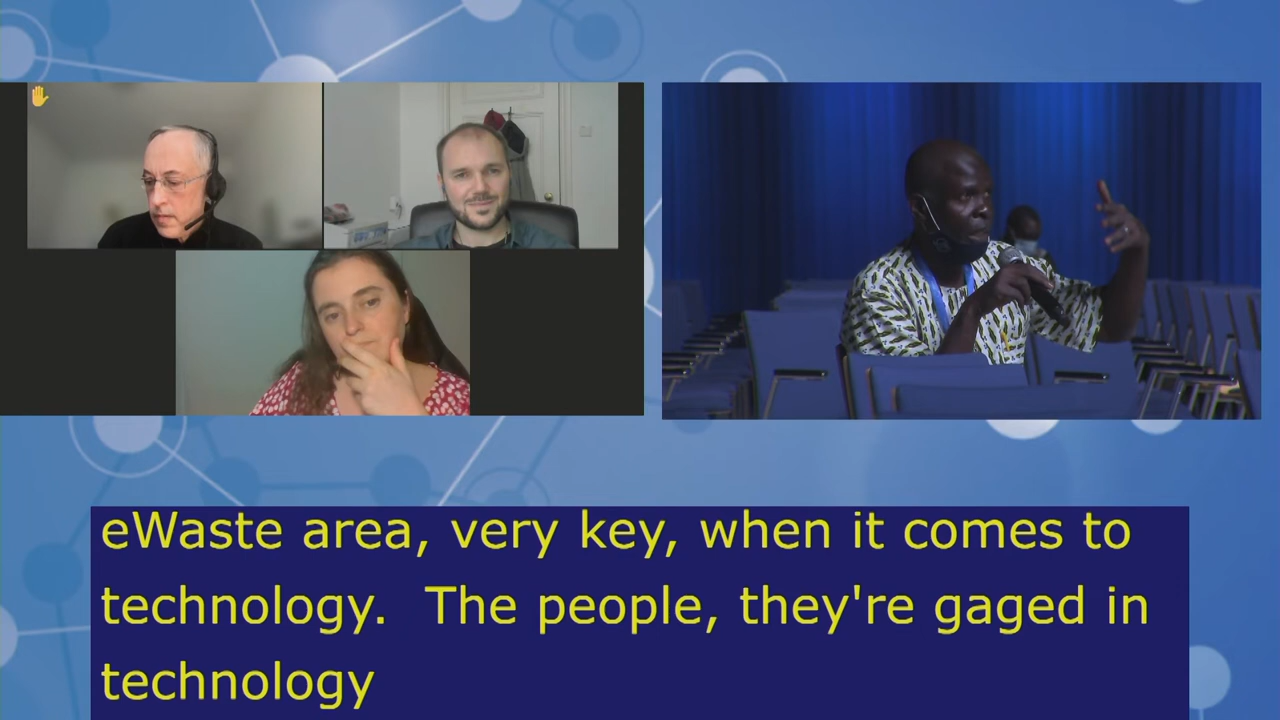 eWaste area, very key, when it comes to
technology.  The people, they're gaged in
technology